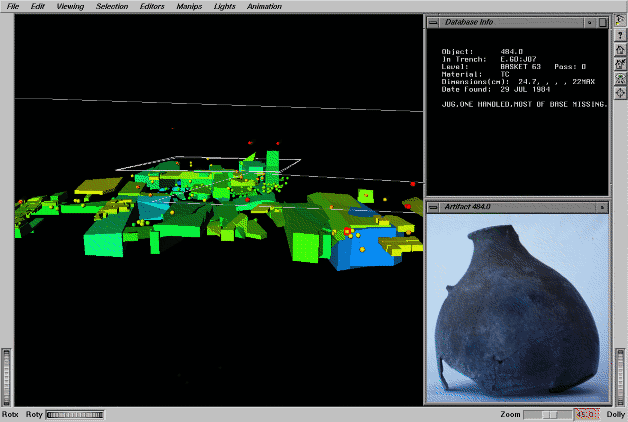 File Edit Viewing Selection Editors Manips Lights Animation
Database Info
Object: 484.0
In Trench: E.60:J07
Level: BASKET 63 Poss: 0
Material: TC
Dimensions(cm): 24.7, , , , 22MAX
Date Found: 29 JUL 1984
JUG,ONE HANDLED,MOST OF BASE MISSING.
Artifact 484.0
?
Rotx Roty Zoom 45.0 Dolly